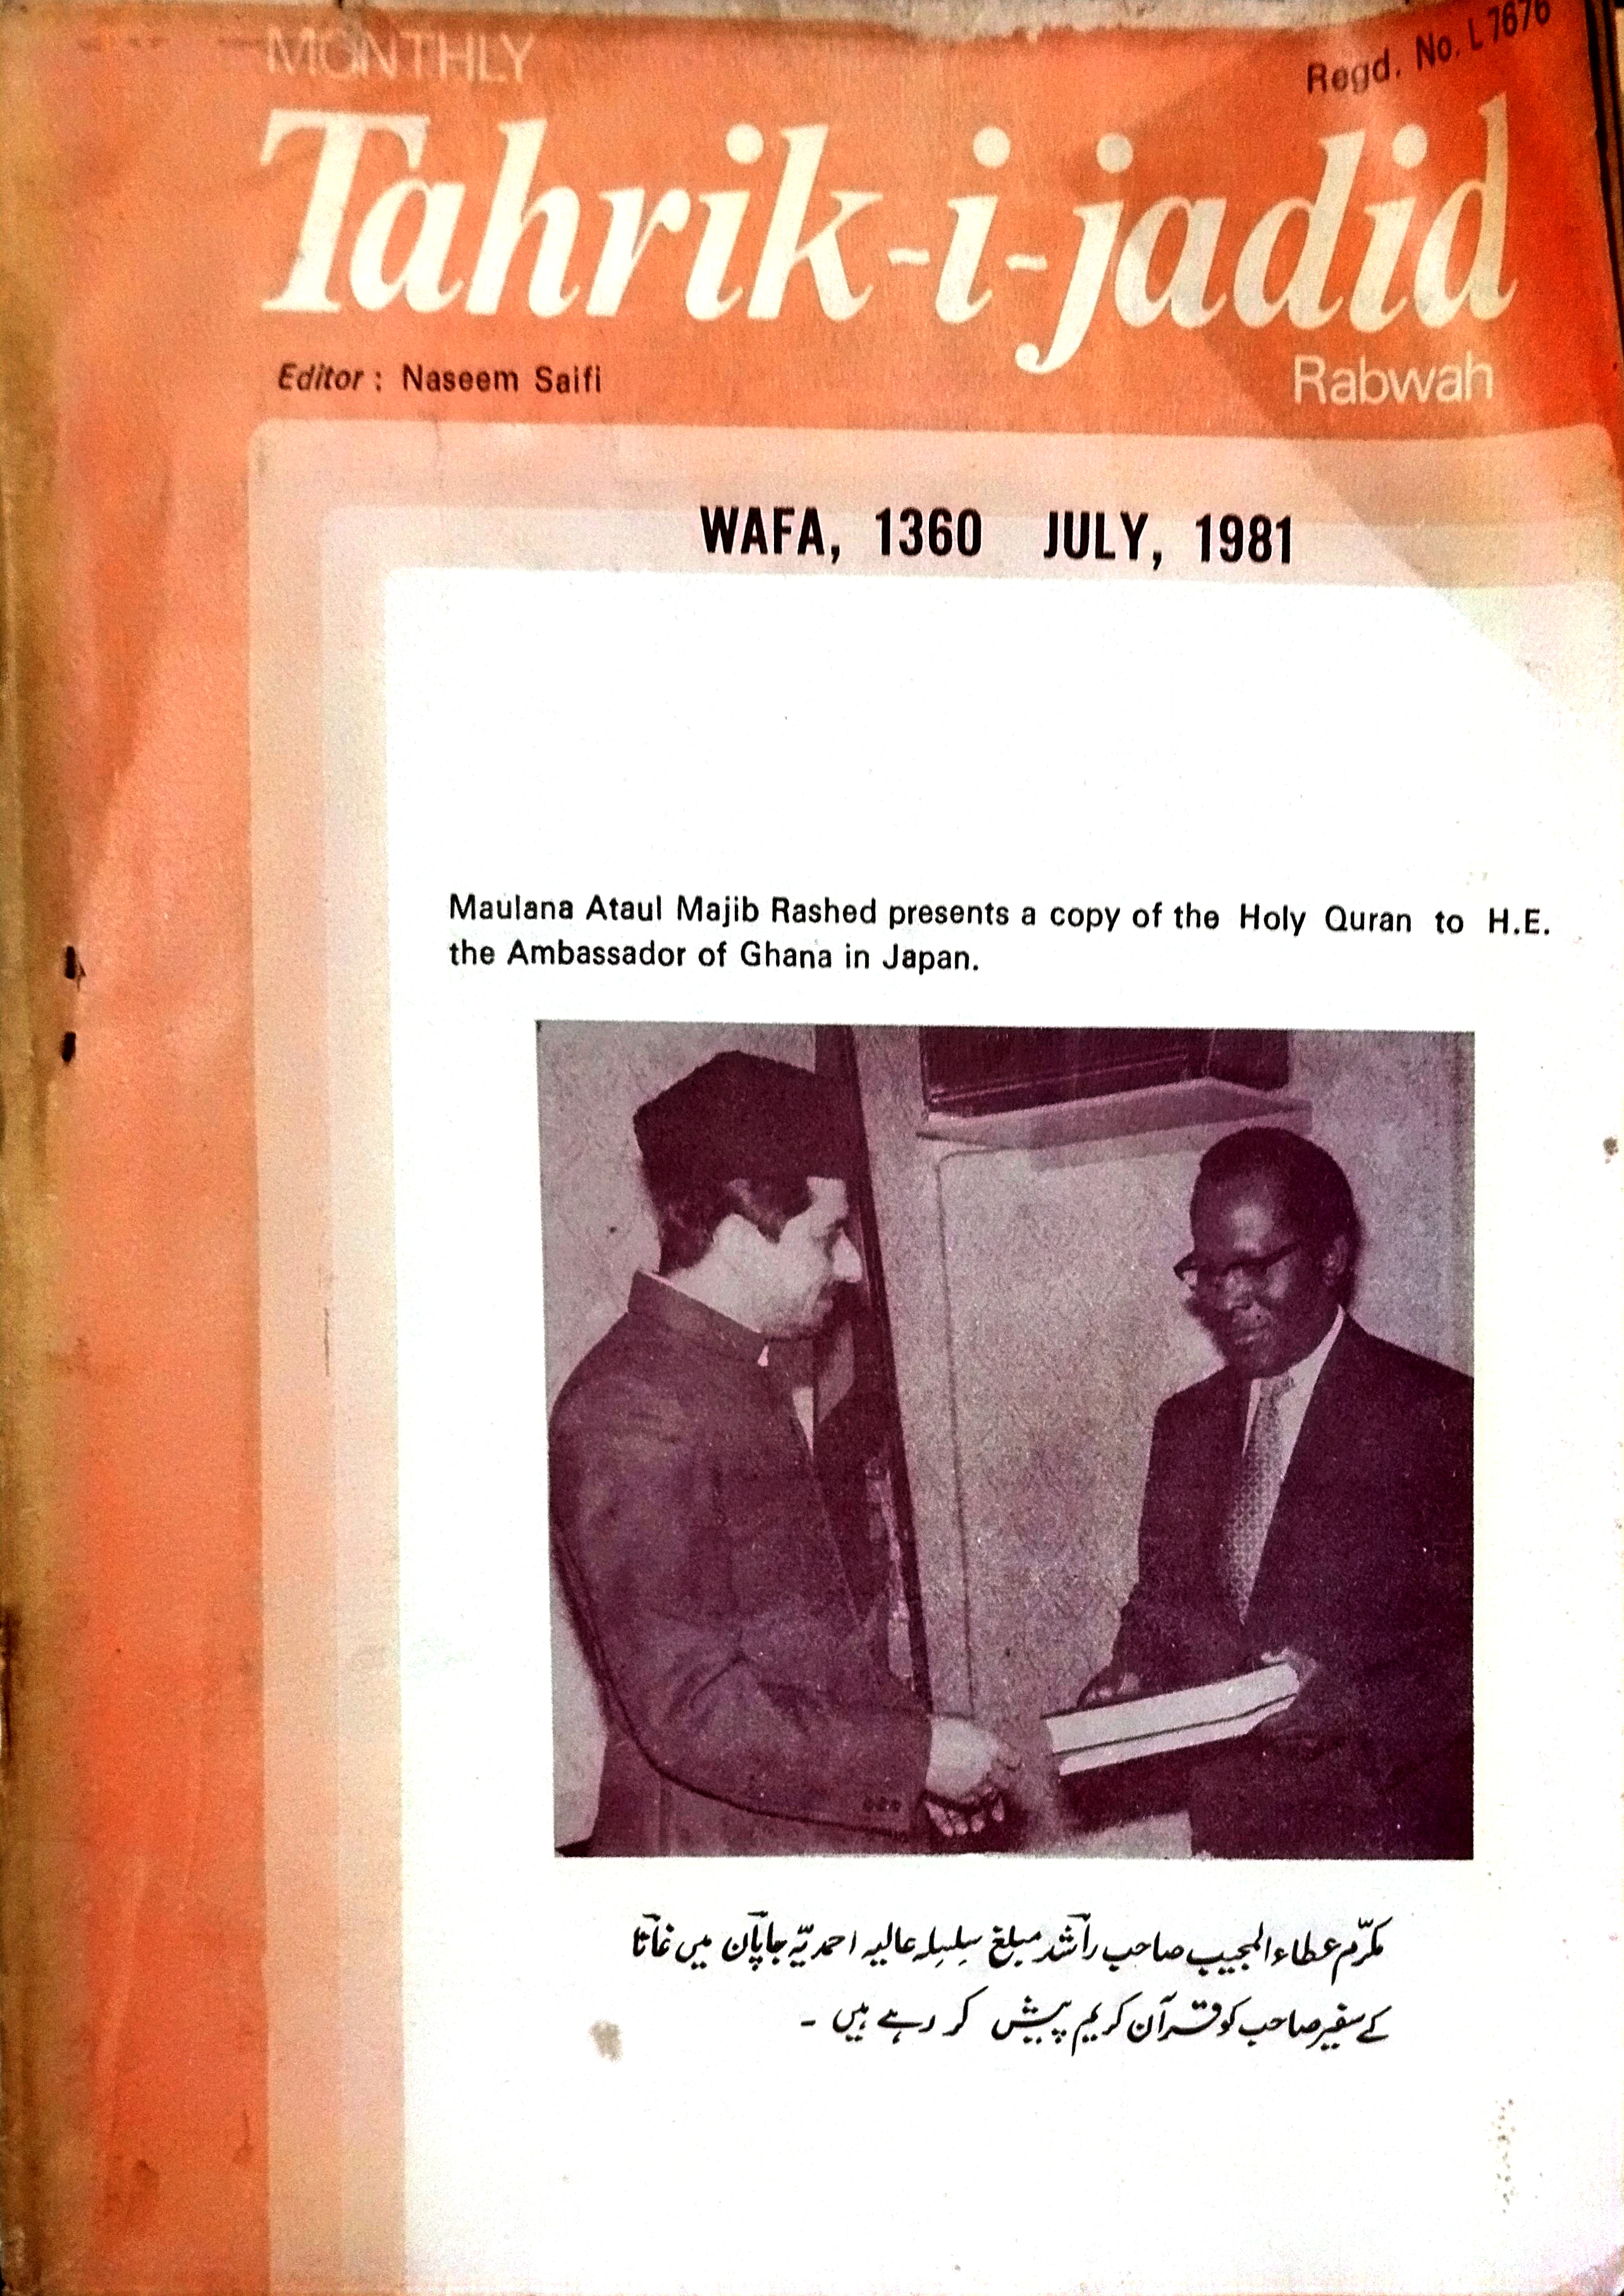 MONTHLY
Regd. No. L 7676
Tahrik-i-jadid
Editor : Naseem Saifi
Rabwah
WAFA, 1360 JULY, 1981
Maulana Ataul Majib Rashed presents a copy of the Holy Quran to H.E.
the Ambassador of Ghana in Japan.
مکرّم عطاء المجیب صاحب راشد مبلغ سلسلہ عالیہ احمدیّہ جاپان میں غانا
کے سفیر صاحب کو قرآن کریم پیش کر رہے ہیں ۔